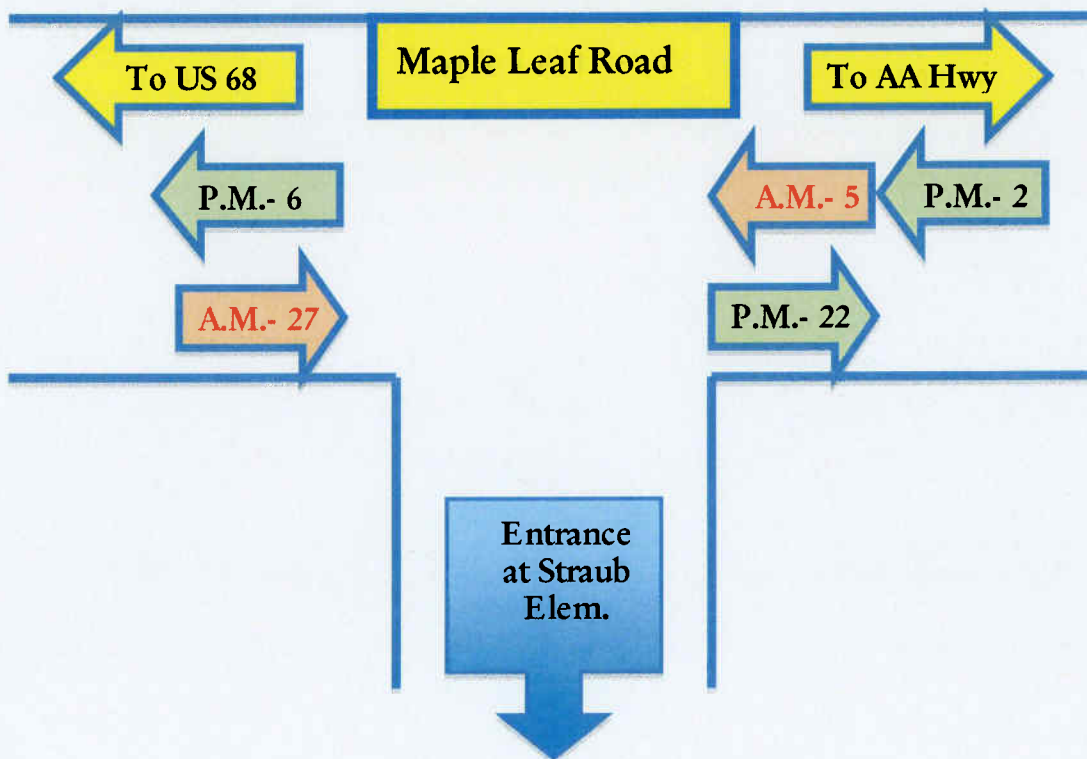 To US 68
Maple Leaf Road
To AA Hwy
P.M.- 6
A.M.- 5
P.M.- 2
A.M.- 27
P.M.- 22
Entrance
at Straub
Elem.